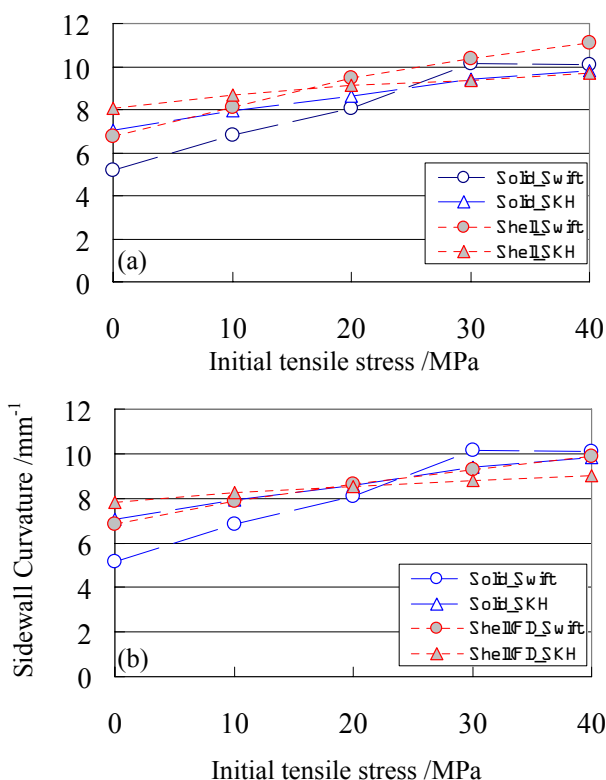 12
10
8
6
4
2
0
(a)
Solid_Swift
Solid_SKH
Shell_Swift
Shell_SKH
0 10 20 30 40
Initial tensile stress /MPa
Sidewall Curvature /mm⁻¹
12
10
8
6
4
2
0
(b)
Solid_Swift
Solid_SKH
ShellFD_Swift
ShellFD_SKH
0 10 20 30 40
Initial tensile stress /MPa